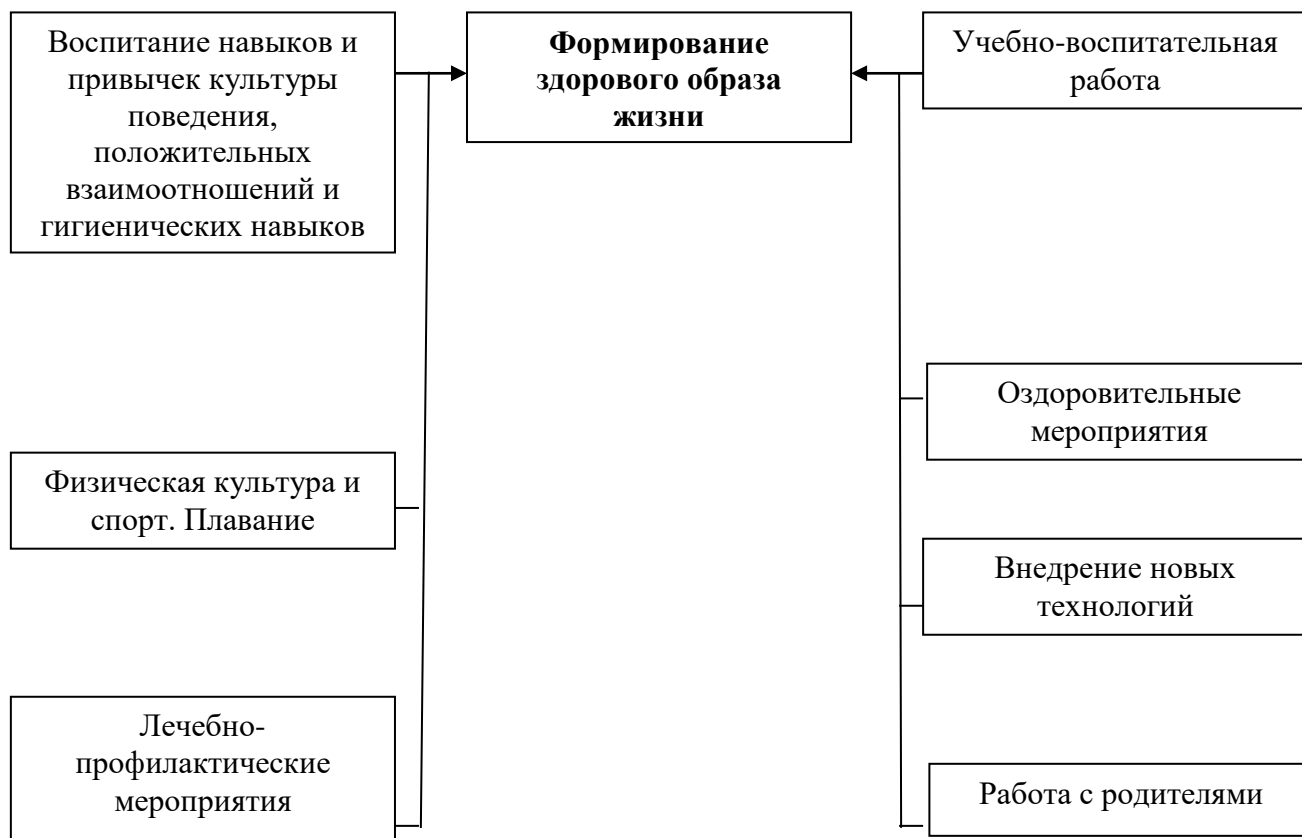 Воспитание навыков и
привычек культуры
поведения,
положительных
взаимоотношений и
гигиенических навыков
Формирование
здорового образа
жизни
Учебно-воспитательная
работа
Оздоровительные
мероприятия
Физическая культура и
спорт. Плавание
Внедрение новых
технологий
Лечебно-
профилактические
мероприятия
Работа с родителями